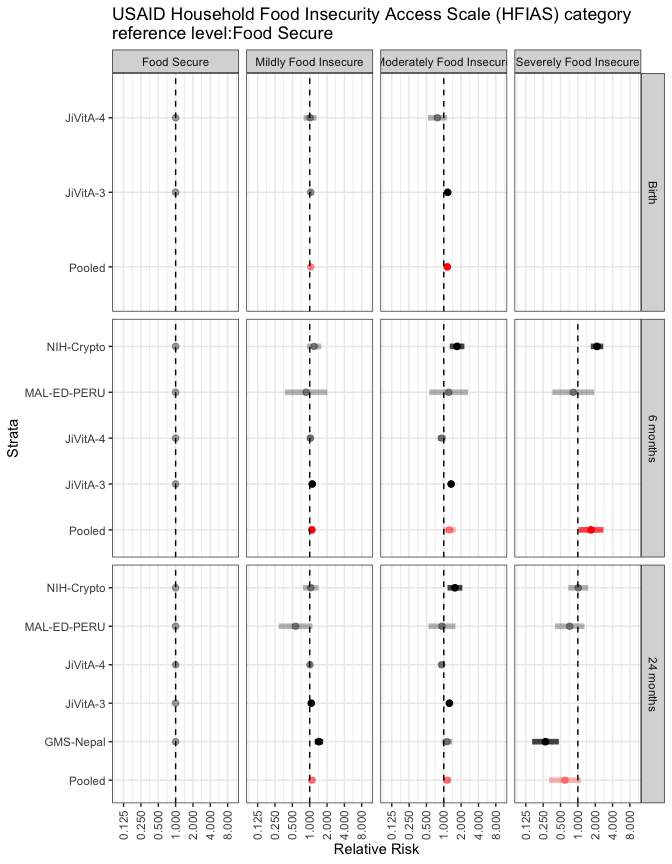 USAID Household Food Insecurity Access Scale (HFIAS) category
reference level:Food Secure
Food Secure
Mildly Food Insecure
Moderately Food Insecure
Severely Food Insecure
Strata
JiVitA-4
JiVitA-3
Pooled
Birth
NIH-Crypto
MAL-ED-PERU
JiVitA-4
JiVitA-3
Pooled
6 months
NIH-Crypto
MAL-ED-PERU
JiVitA-4
JiVitA-3
GMS-Nepal
Pooled
24 months
0.125 0.250 0.500 1.000 2.000 4.000 8.000
0.125 0.250 0.500 1.000 2.000 4.000 8.000
0.125 0.250 0.500 1.000 2.000 4.000 8.000
0.125 0.250 0.500 1.000 2.000 4.000 8.000
Relative Risk